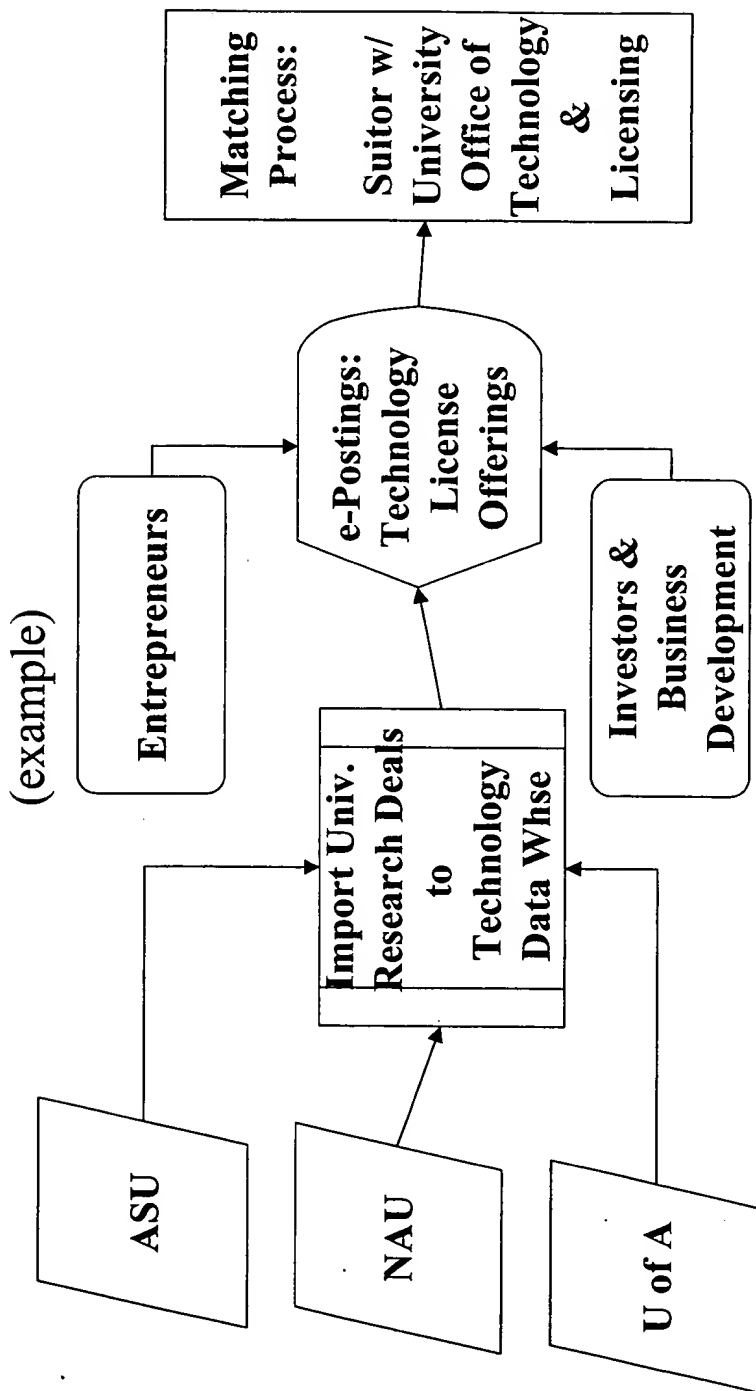 (example)
ASU
NAU
U of A
Import Univ.
Research Deals
to
Technology
Data Whse
Entrepreneurs
e-Postings:
Technology
License
Offerings
Investors &
Business
Development
Matching
Process:
Suitor w/
University
Office of
Technology
&
Licensing